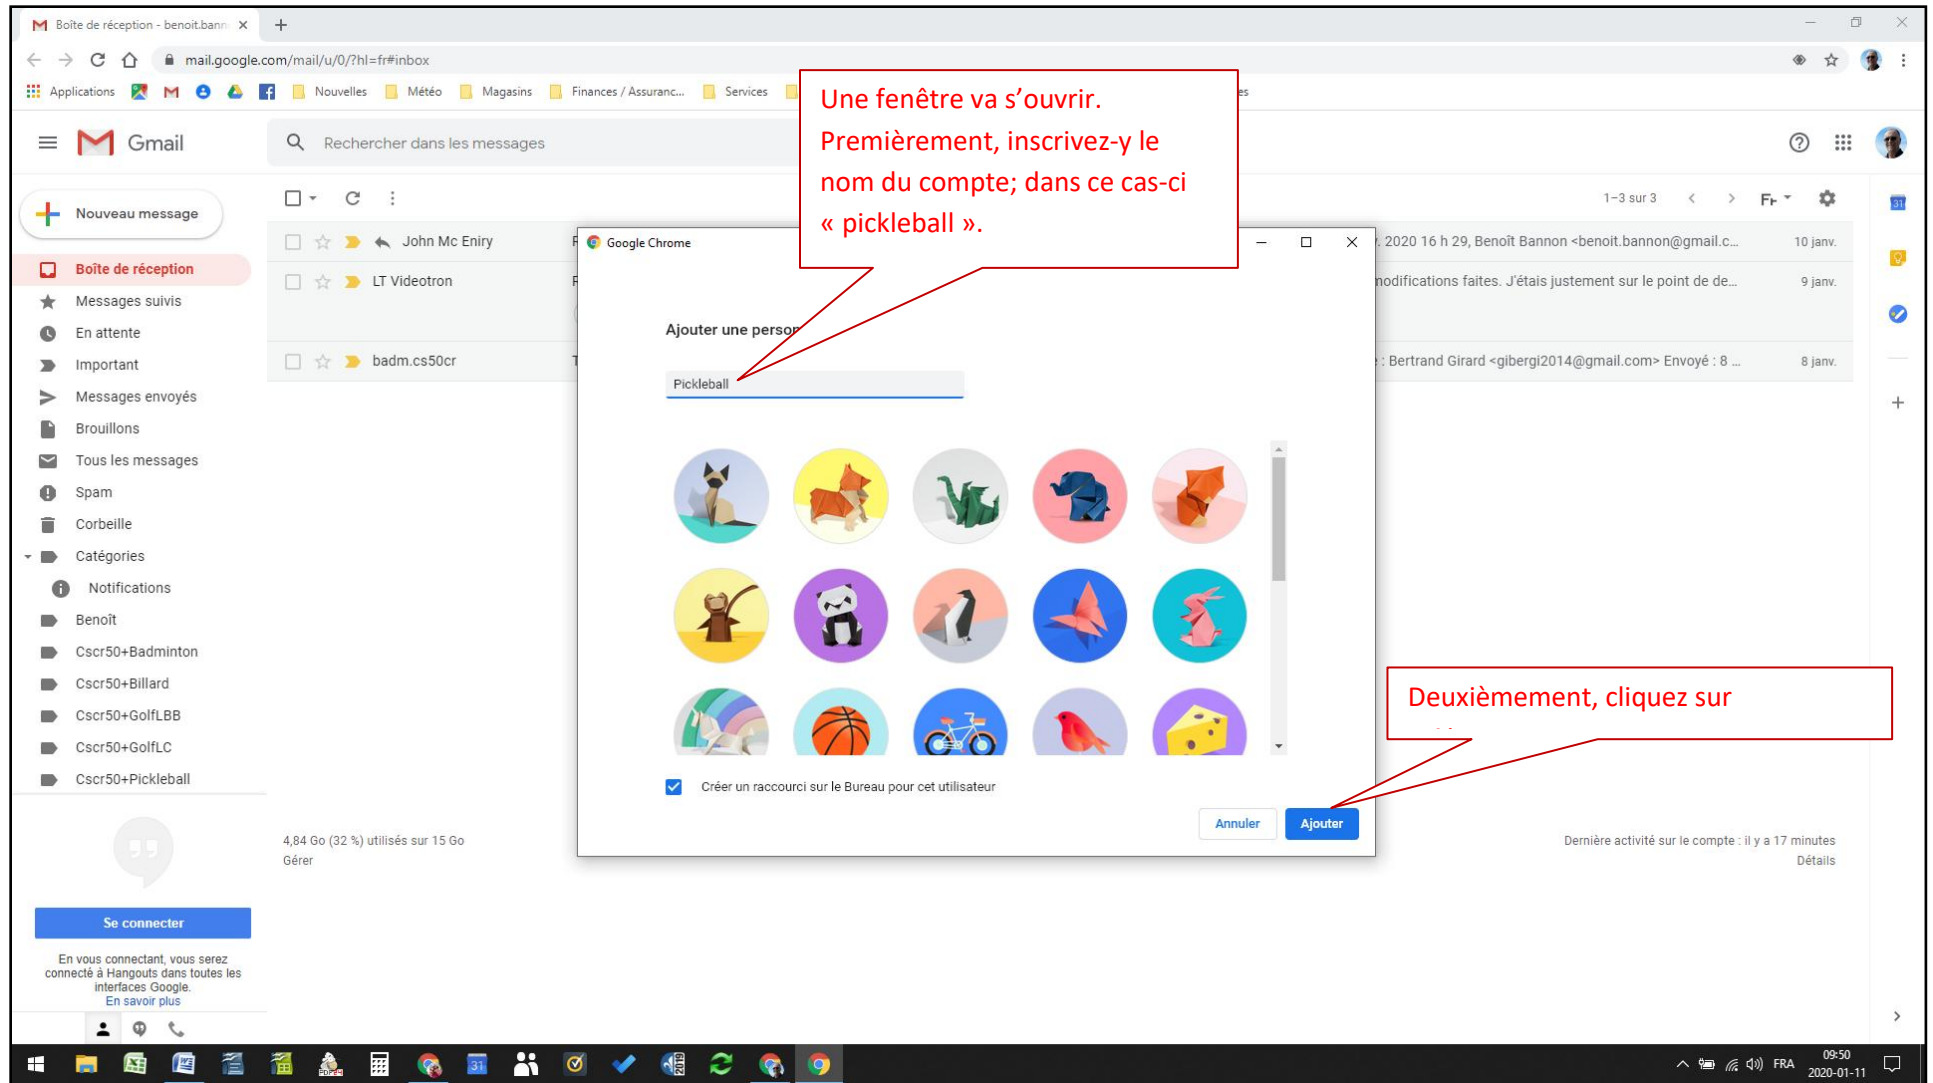 Boîte de réception - benoit.bann
mail.google.com/mail/u/0/?hl=fr#inbox
Applications
Nouvelles
Météo
Magasins
Finances / Assuranc...
Services
es
Une fenêtre va s'ouvrir.
Premièrement, inscrivez-y le
nom du compte; dans ce cas-ci
« pickleball ».
Gmail
Rechercher dans les messages
Nouveau message
1–3 sur 3
31
John Mc Eniry
. 2020 16 h 29, Benoît Bannon <benoit.bannon@gmail.c...
10 janv.
LT Videotron
modifications faites. J'étais justement sur le point de de...
9 janv.
badm.cs50cr
: Bertrand Girard <gibergi2014@gmail.com> Envoyé : 8 ...
8 janv.
Boîte de réception
Messages suivis
En attente
Important
Messages envoyés
Brouillons
Tous les messages
Spam
Corbeille
Catégories
Notifications
Benoît
Cscr50+Badminton
Cscr50+Billard
Cscr50+GolfLBB
Cscr50+GolfLC
Cscr50+Pickleball
Google Chrome
Ajouter une person
Pickleball
Créer un raccourci sur le Bureau pour cet utilisateur
Annuler
Ajouter
Deuxièmement, cliquez sur
4,84 Go (32 %) utilisés sur 15 Go
Gérer
Dernière activité sur le compte : il y a 17 minutes
Détails
Se connecter
En vous connectant, vous serez
connecté à Hangouts dans toutes les
interfaces Google.
En savoir plus
31
FRA
09:50
2020-01-11